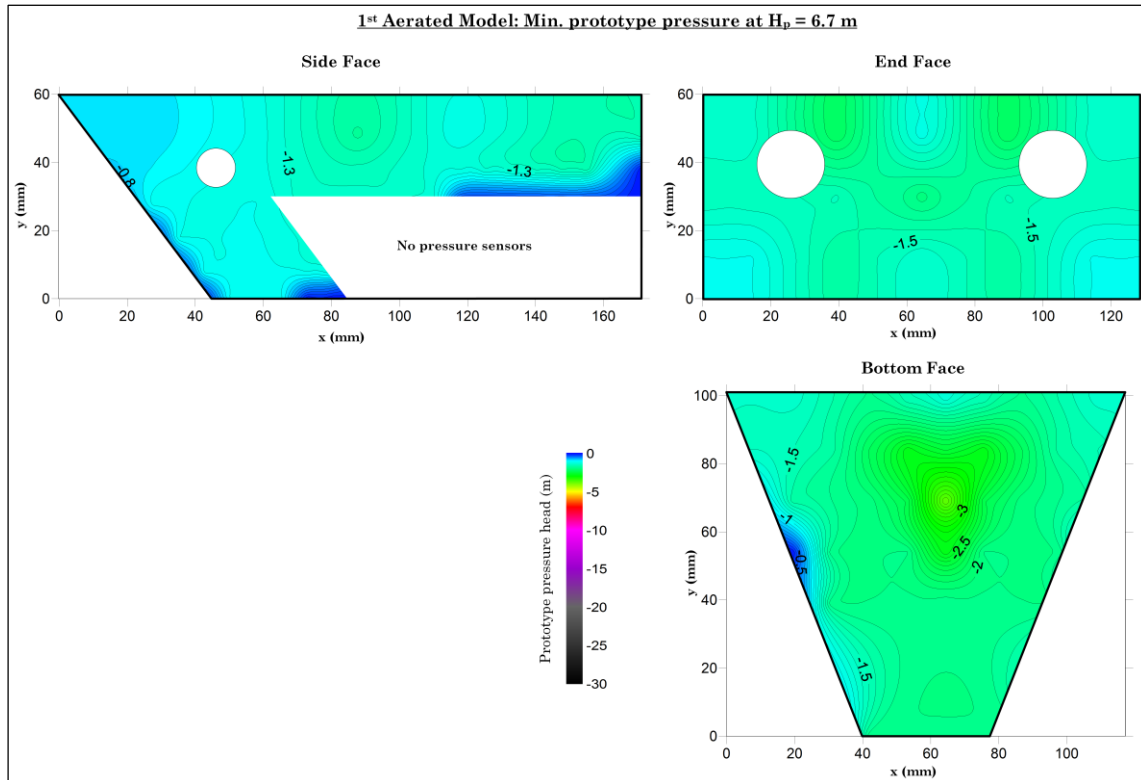 1st Aerated Model: Min. prototype pressure at Hp = 6.7 m
Side Face
60
40
20
0
y (mm)
-0.8
-1.3
-1.3
No pressure sensors
0 20 40 60 80 100 120 140 160
x (mm)
End Face
60
40
20
0
y (mm)
-1.5
-1.5
0 20 40 60 80 100 120
x (mm)
Bottom Face
100
80
60
40
20
0
y (mm)
-1.5
-1
-0.5
-3
-2.5
-2
-1.5
0 20 40 60 80 100
x (mm)
Prototype pressure head (m)
0
-5
-10
-15
-20
-25
-30